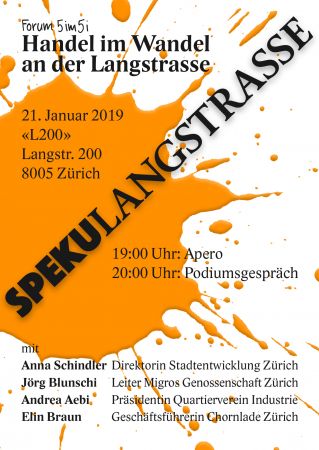 Forum 5im5i
Handel im Wandel
an der Langstrasse
21. Januar 2019
«L200»
Langstr. 200
8005 Zürich
SPEKULANGSTRASSE
19:00 Uhr: Apero
20:00 Uhr: Podiumsgespräch
mit
Anna Schindler Direktorin Stadtentwicklung Zürich
Jörg Blunschi Leiter Migros Genossenschaft Zürich
Andrea Aebi Präsidentin Quartierverein Industrie
Elin Braun Geschäftsführerin Chornlade Zürich